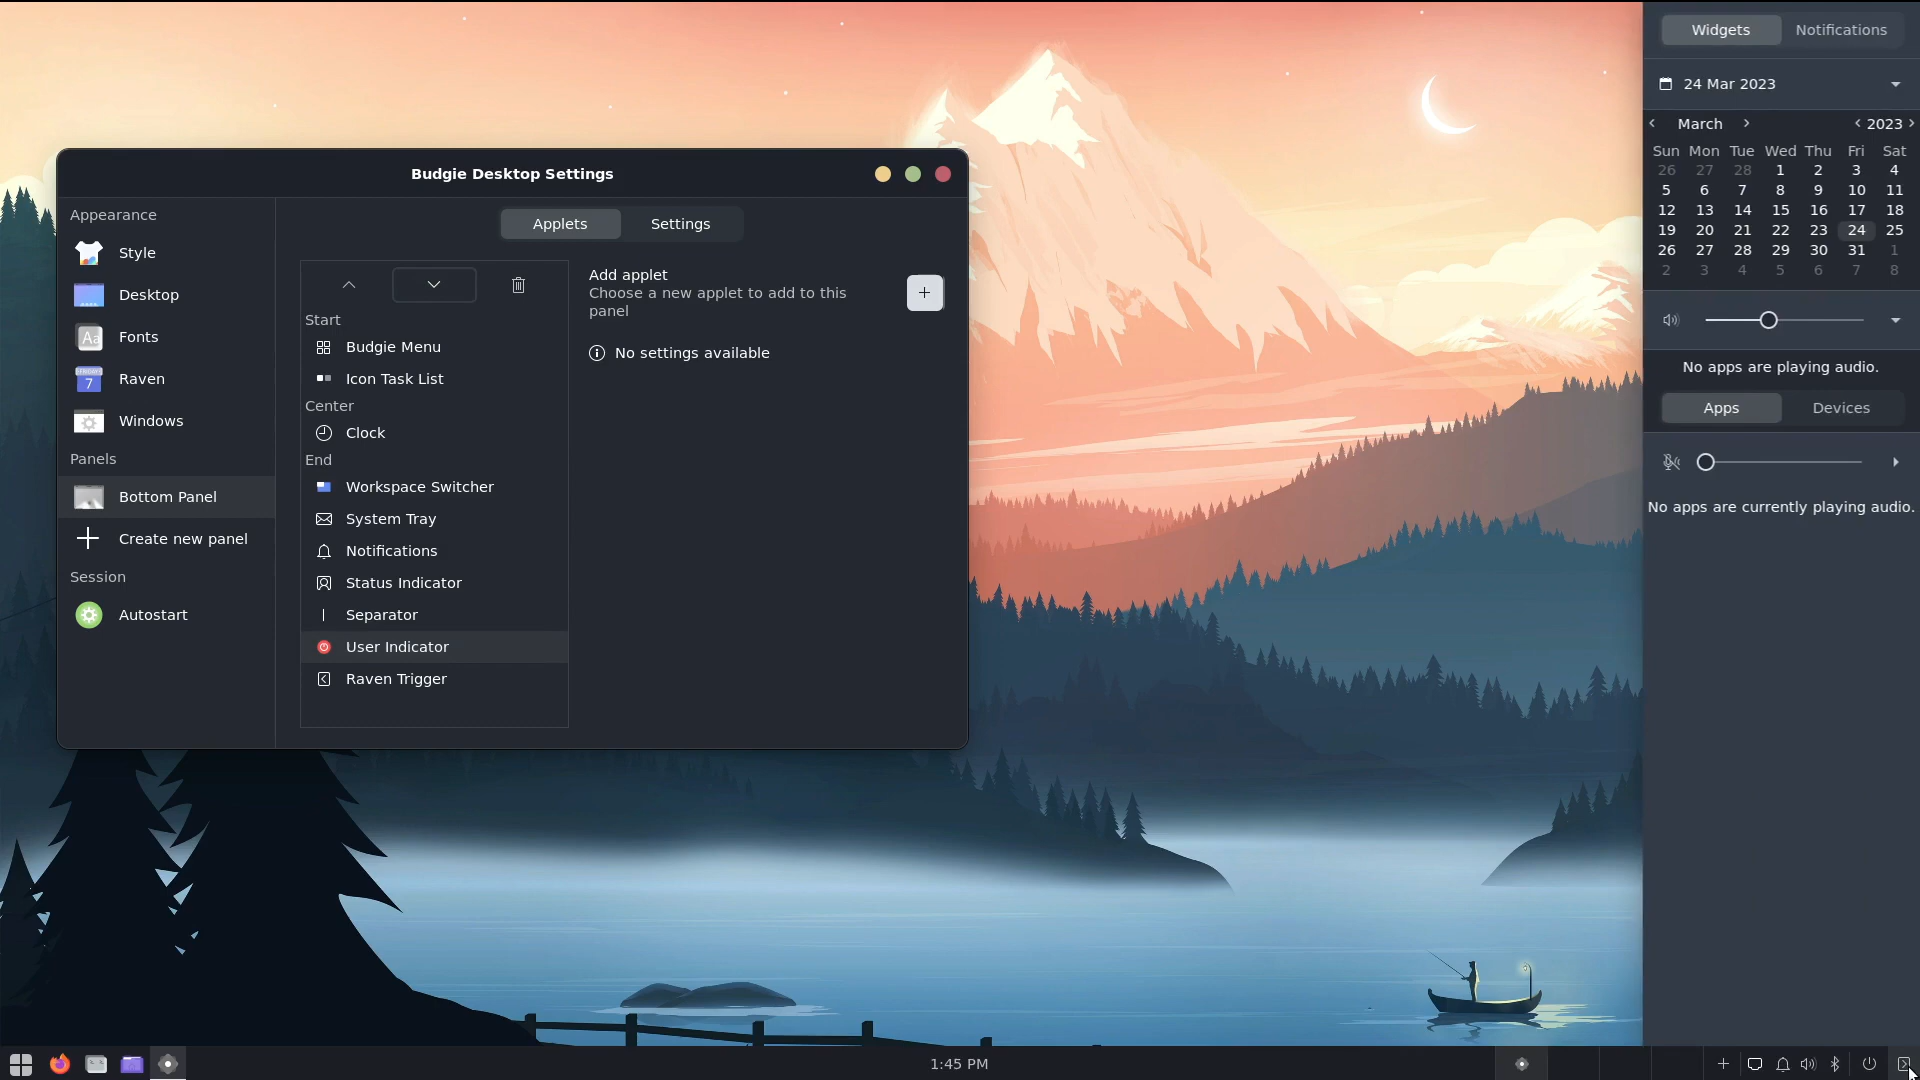 Budgie Desktop Settings
Appearance
Style
Desktop
Fonts
Raven
Windows
Panels
Bottom Panel
Create new panel
Session
Autostart
Applets Settings
Start
Budgie Menu
Icon Task List
Center
Clock
End
Workspace Switcher
System Tray
Notifications
Status Indicator
Separator
User Indicator
Raven Trigger
Add applet
Choose a new applet to add to this
panel
No settings available
Widgets Notifications
24 Mar 2023
March 2023
Sun Mon Tue Wed Thu Fri Sat
26 27 28 1 2 3 4
5 6 7 8 9 10 11
12 13 14 15 16 17 18
19 20 21 22 23 24 25
26 27 28 29 30 31 1
2 3 4 5 6 7 8
No apps are playing audio.
Apps Devices
No apps are currently playing audio.
1:45 PM